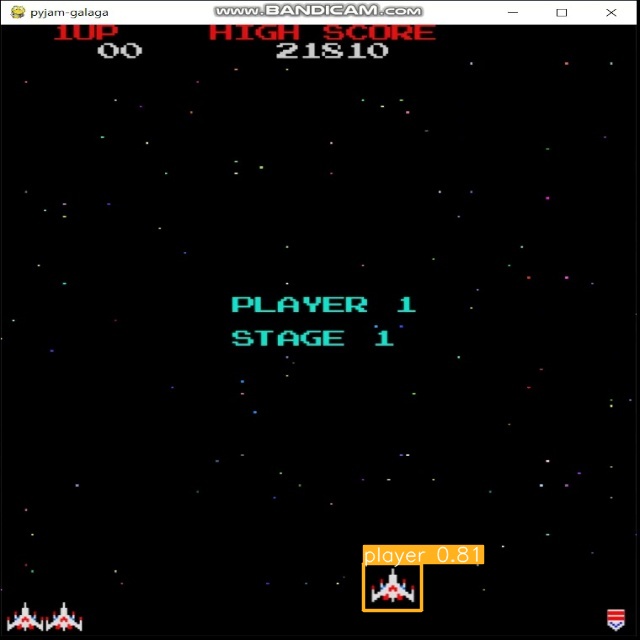 pyjam-galaga
www.BANDICAM.com
1UP HIGH SCORE
00 21810
PLAYER 1
STAGE 1
player 0.81